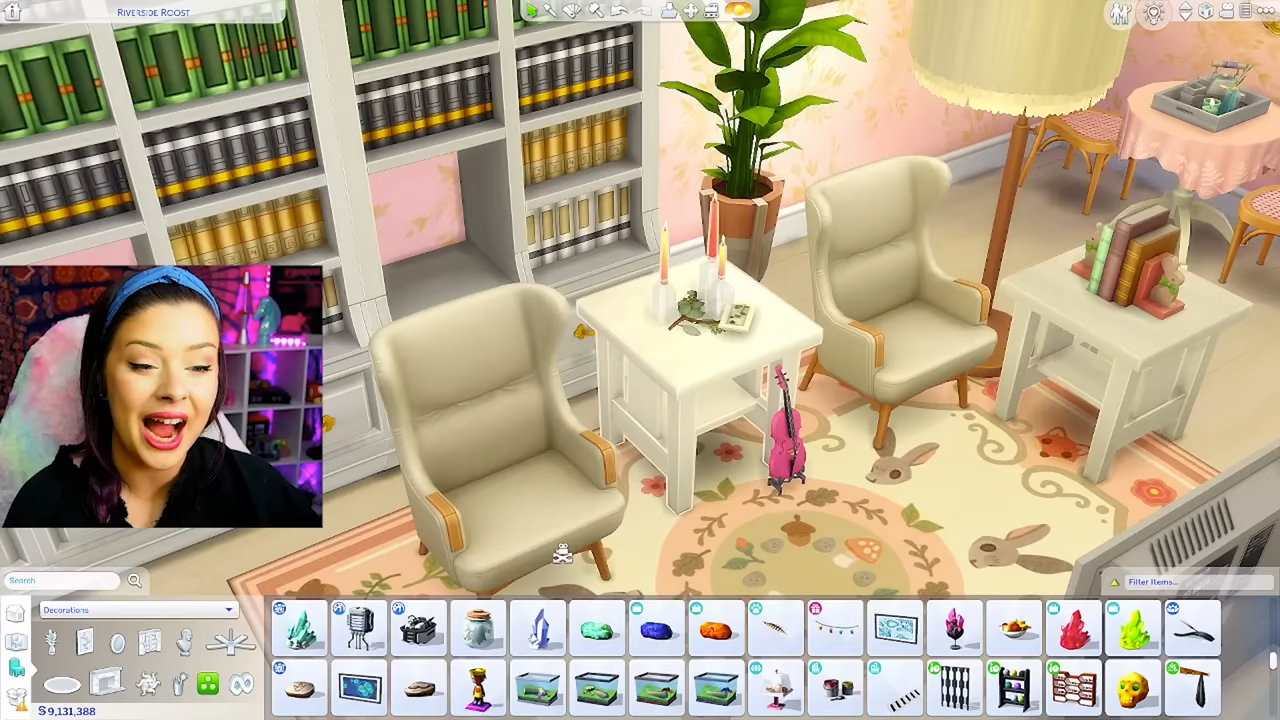 RIVERSIDE ROOST
Search
Filter Items...
Decorations
§9,131,388